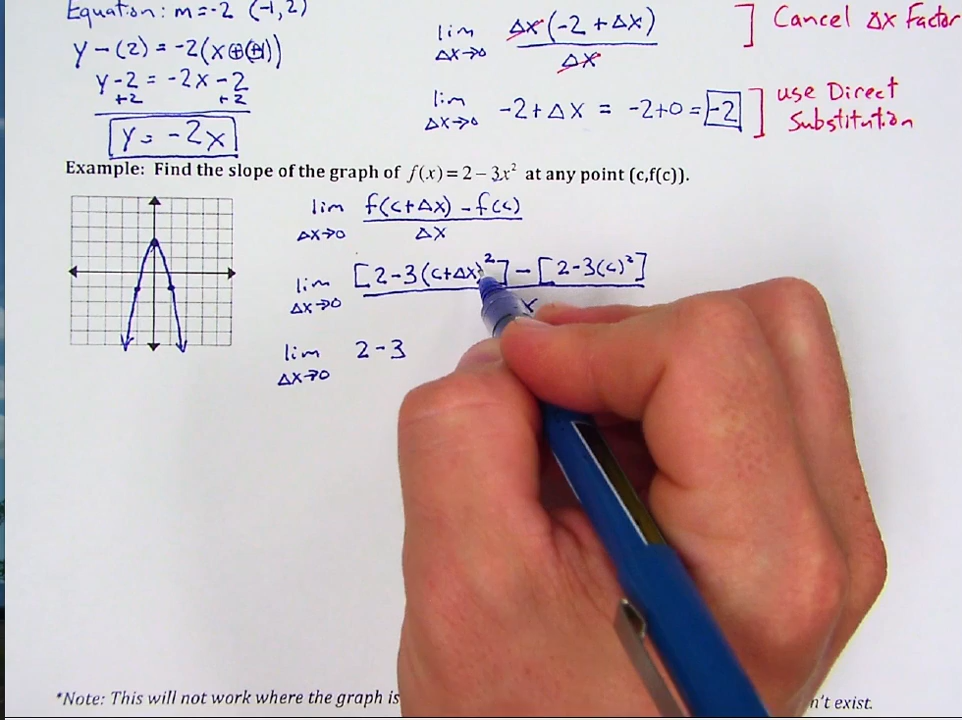 Equation: m=-2 (-1,2)
y-(2) = -2(x⊕(+1))
y-2 = -2x-2
+2 +2
y = -2x
lim Δx→0 Δx(-2+Δx) / Δx ] Cancel Δx Factor
lim Δx→0 -2+Δx = -2+0 = -2 ] use Direct Substitution
Example: Find the slope of the graph of f(x)=2-3x² at any point (c,f(c)).
lim Δx→0 f(c+Δx)-f(c) / Δx
lim Δx→0 [2-3(c+Δx)²]-[2-3(c)²] / x
lim Δx→0 2-3
*Note: This will not work where the graph is
n't exist.